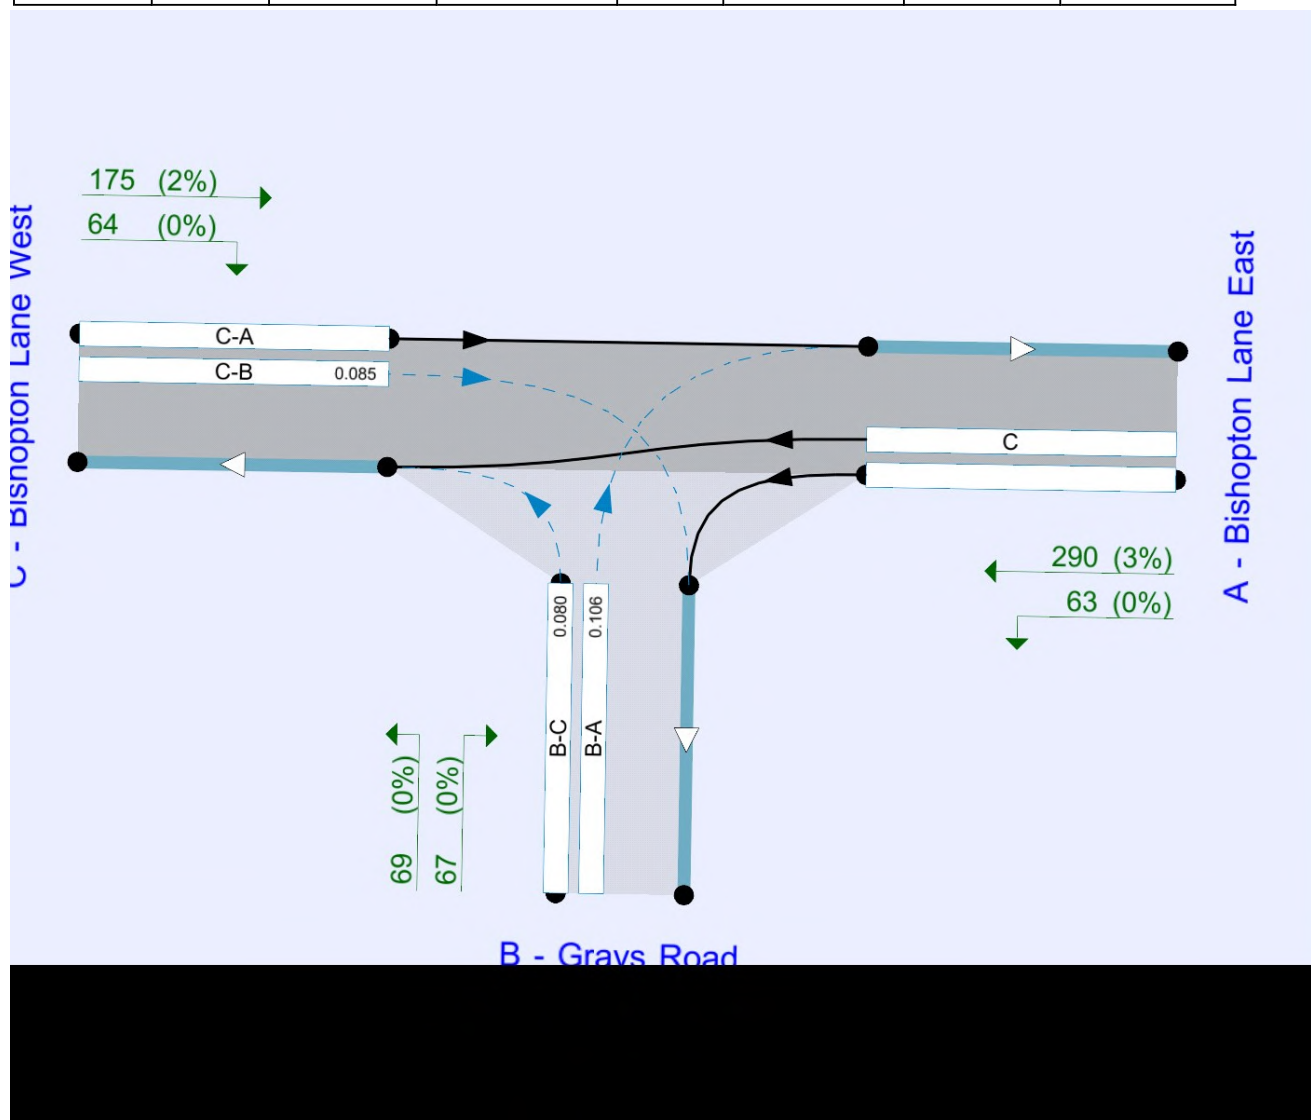 175 (2%)
64 (0%)
C - Bishopton Lane West
A - Bishopton Lane East
C-A
C-B 0.085
C
290 (3%)
63 (0%)
0.080
0.106
B-C
B-A
69 (0%)
67 (0%)
B - Grays Road